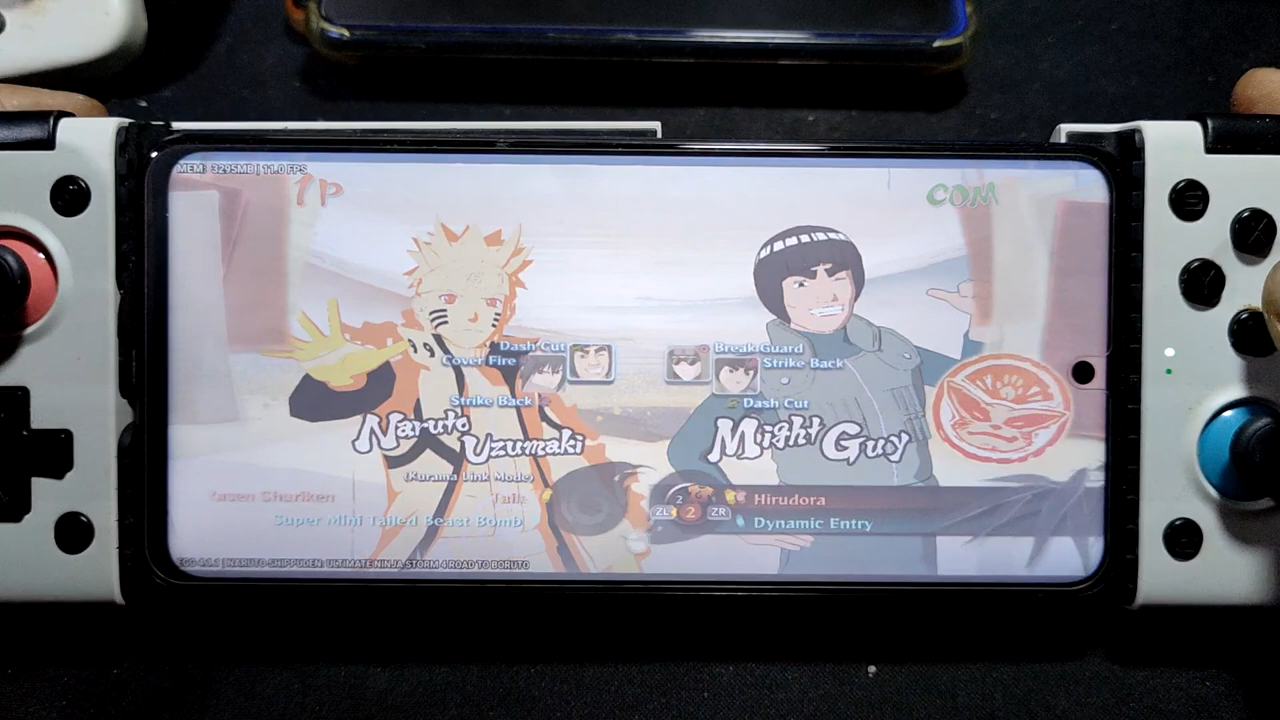 MEM: 3295MB | 11.0 FPS
1P
COM
Dash Cut
Cover Fire
Strike Back
Break Guard
Strike Back
Dash Cut
Naruto Uzumaki
(Kurama Link Mode)
Might Guy
Shuriken
Super Mini Tailed Beast Bomb
2
ZL 2 ZR
Hirudora
Dynamic Entry
NARUTO SHIPPUDEN: ULTIMATE NINJA STORM 4 ROAD TO BORUTO